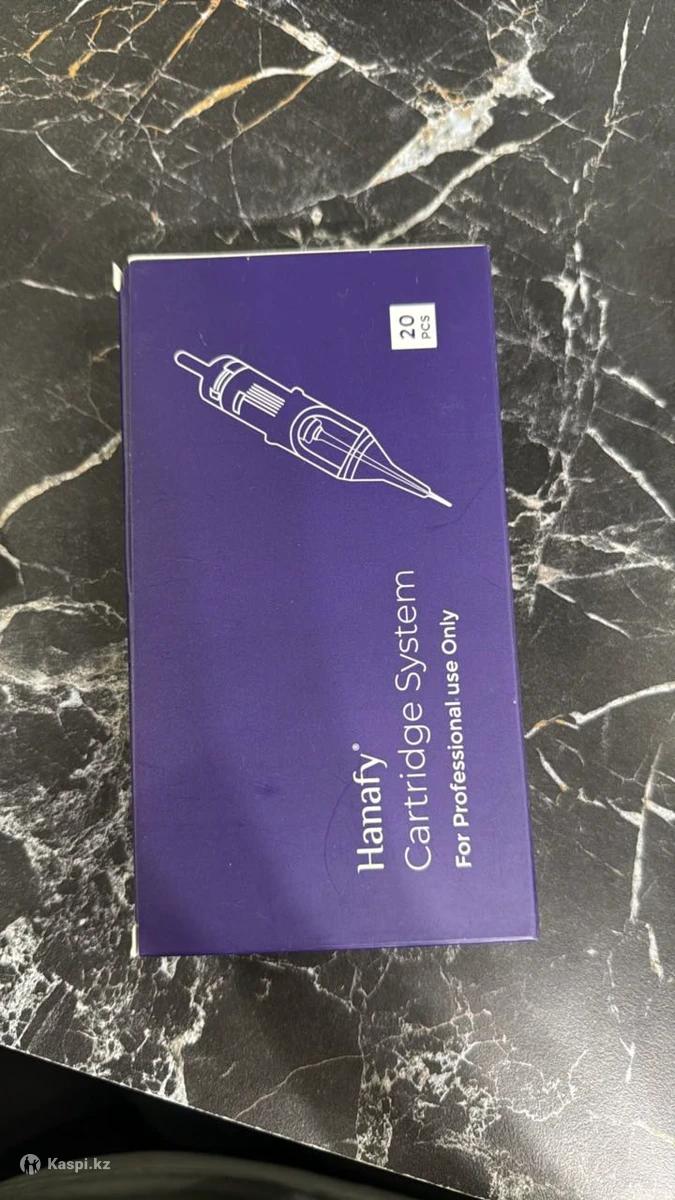 20
PCS
Hanafy®
Cartridge System
For Professional use Only
Kaspi.kz